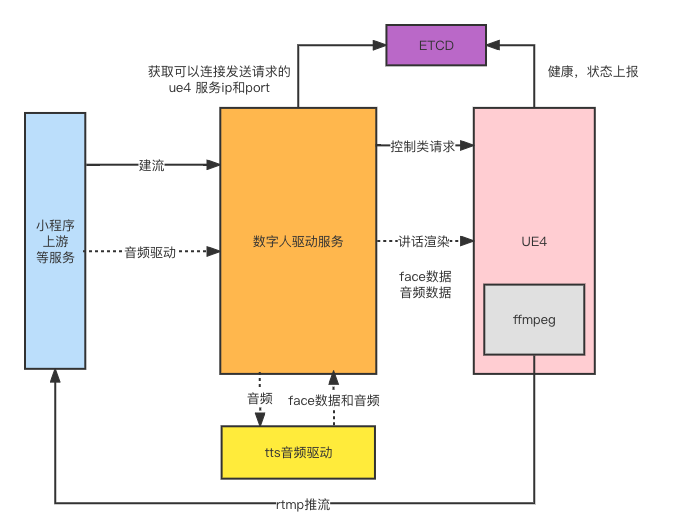 ETCD
获取可以连接发送请求的
ue4 服务ip和port
健康，状态上报
建流
控制类请求
小程序
上游
等服务
音频驱动
数字人驱动服务
讲话渲染
UE4
face数据
音频数据
ffmpeg
音频
face数据和音频
tts音频驱动
rtmp推流